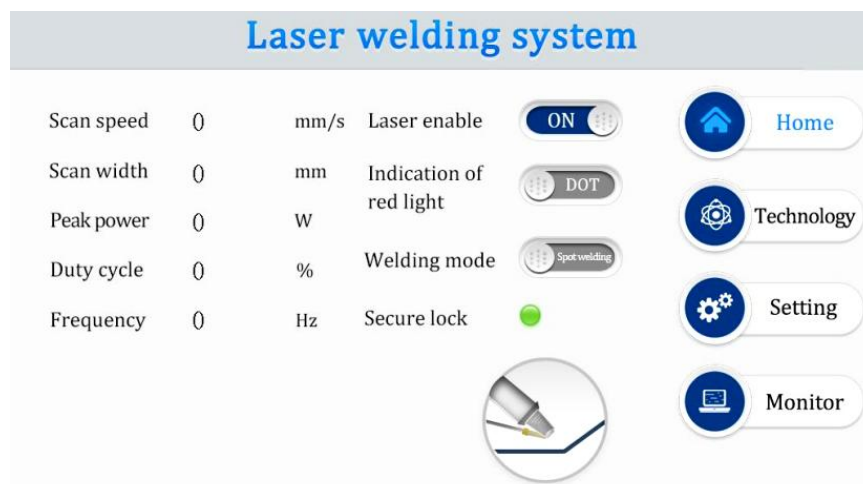 Laser welding system
Scan speed 0 mm/s
Scan width 0 mm
Peak power 0 W
Duty cycle 0 %
Frequency 0 Hz
Laser enable ON
Indication of
red light DOT
Welding mode Spot welding
Secure lock
Home
Technology
Setting
Monitor